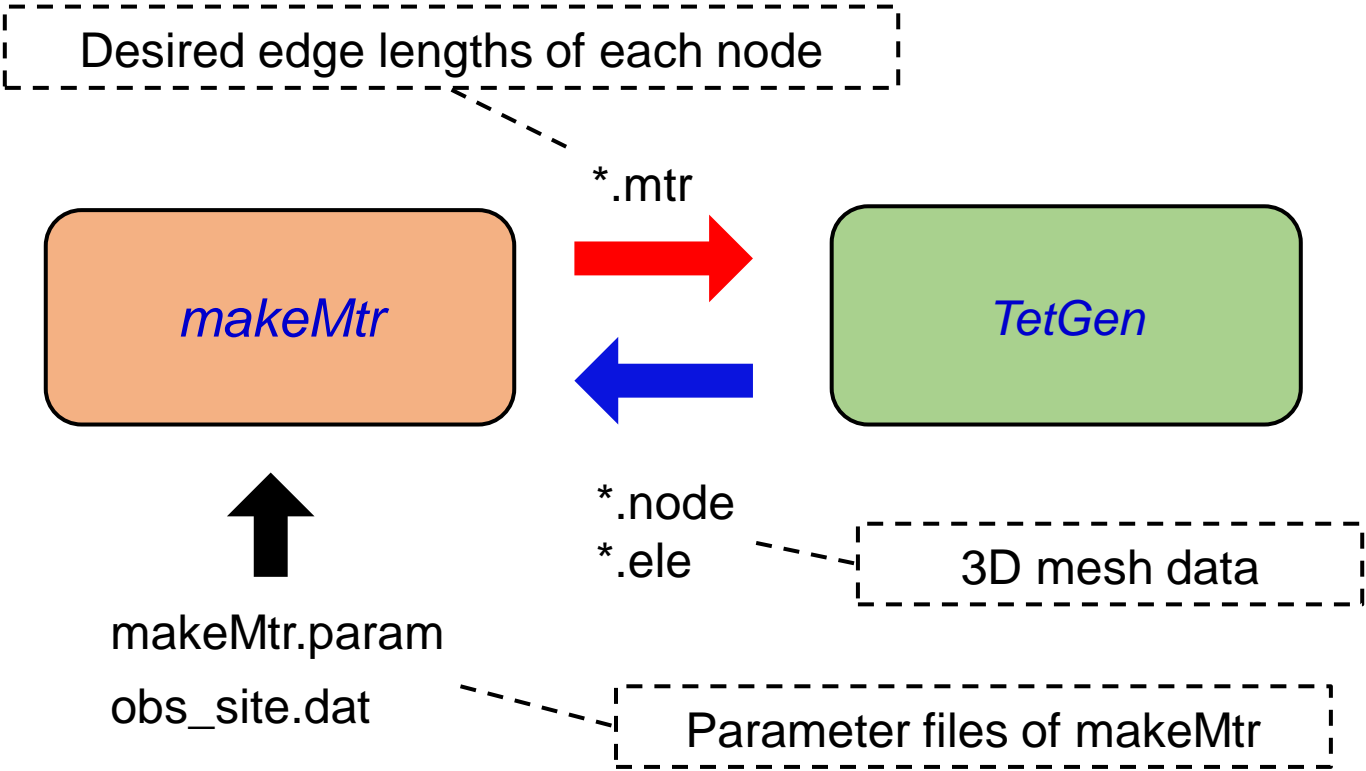 Desired edge lengths of each node
*.mtr
makeMtr
TetGen
*.node
*.ele
3D mesh data
makeMtr.param
obs_site.dat
Parameter files of makeMtr